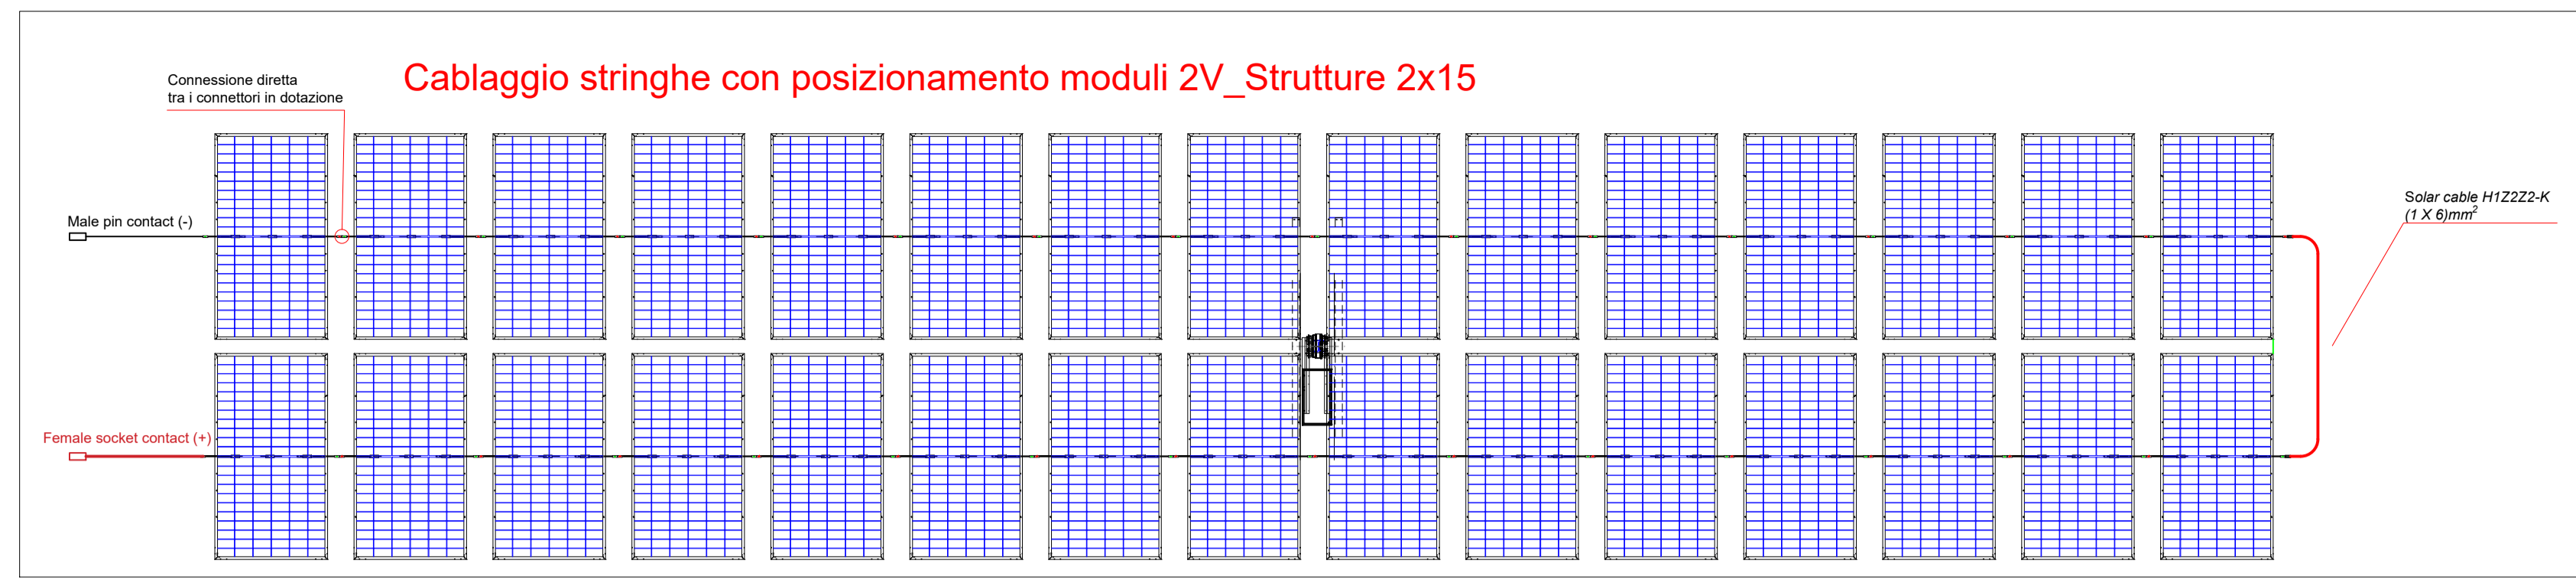 Cablaggio stringhe con posizionamento moduli 2V_Strutture 2x15
Connessione diretta
tra i connettori in dotazione
Male pin contact (-)
Solar cable H1Z2Z2-K
(1 X 6)mm²
Female socket contact (+)